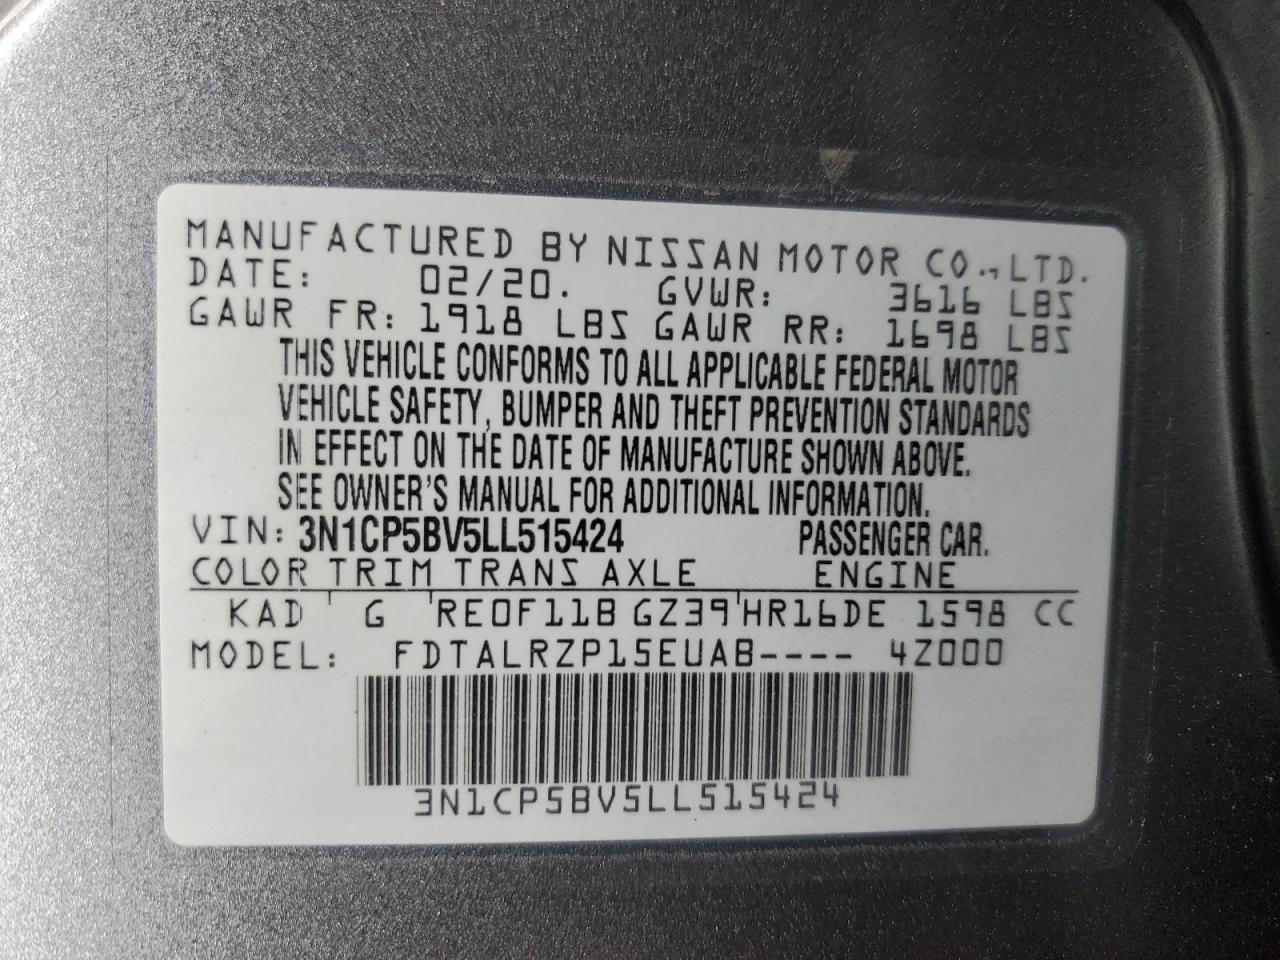 MANUFACTURED BY NISSAN MOTOR CO., LTD.
DATE: 02/20. GVWR: 3616 LBS
GAWR FR: 1918 LBS GAWR RR: 1698 LBS
THIS VEHICLE CONFORMS TO ALL APPLICABLE FEDERAL MOTOR
VEHICLE SAFETY, BUMPER AND THEFT PREVENTION STANDARDS
IN EFFECT ON THE DATE OF MANUFACTURE SHOWN ABOVE.
SEE OWNER'S MANUAL FOR ADDITIONAL INFORMATION.
VIN: 3N1CP5BV5LL515424 PASSENGER CAR.
COLOR TRIM TRANS AXLE ENGINE
KAD G RE0F11B GZ39 HR16DE 1598 CC
MODEL: FDTALRZP15EUAB---- 4Z000
3N1CP5BV5LL515424